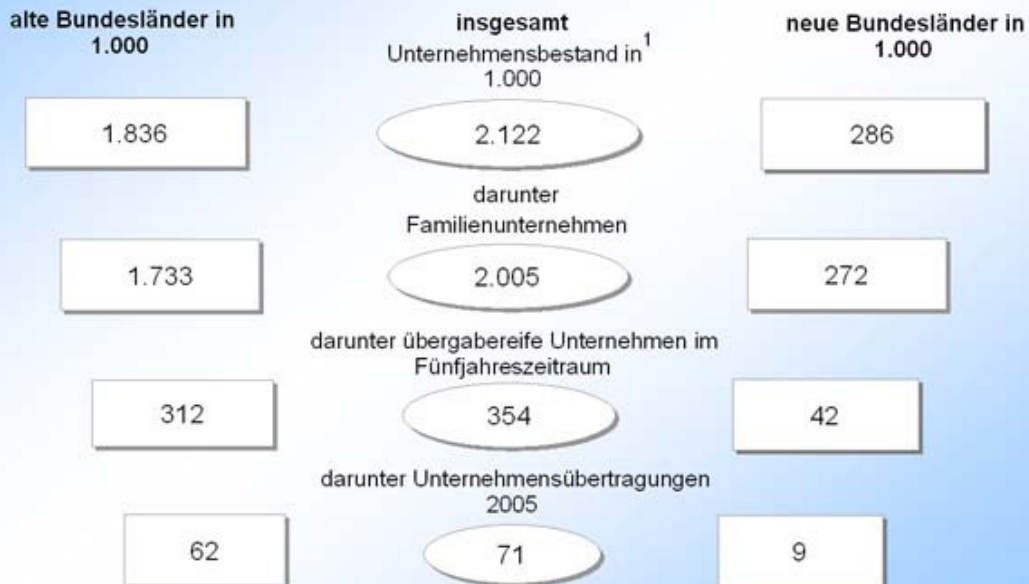 alte Bundesländer in
1.000
insgesamt
Unternehmensbestand in¹
1.000
neue Bundesländer in
1.000
1.836
2.122
286
darunter
Familienunternehmen
1.733
2.005
272
darunter übergabereife Unternehmen im
Fünfjahreszeitraum
312
354
42
darunter Unternehmensübertragungen
2005
62
71
9